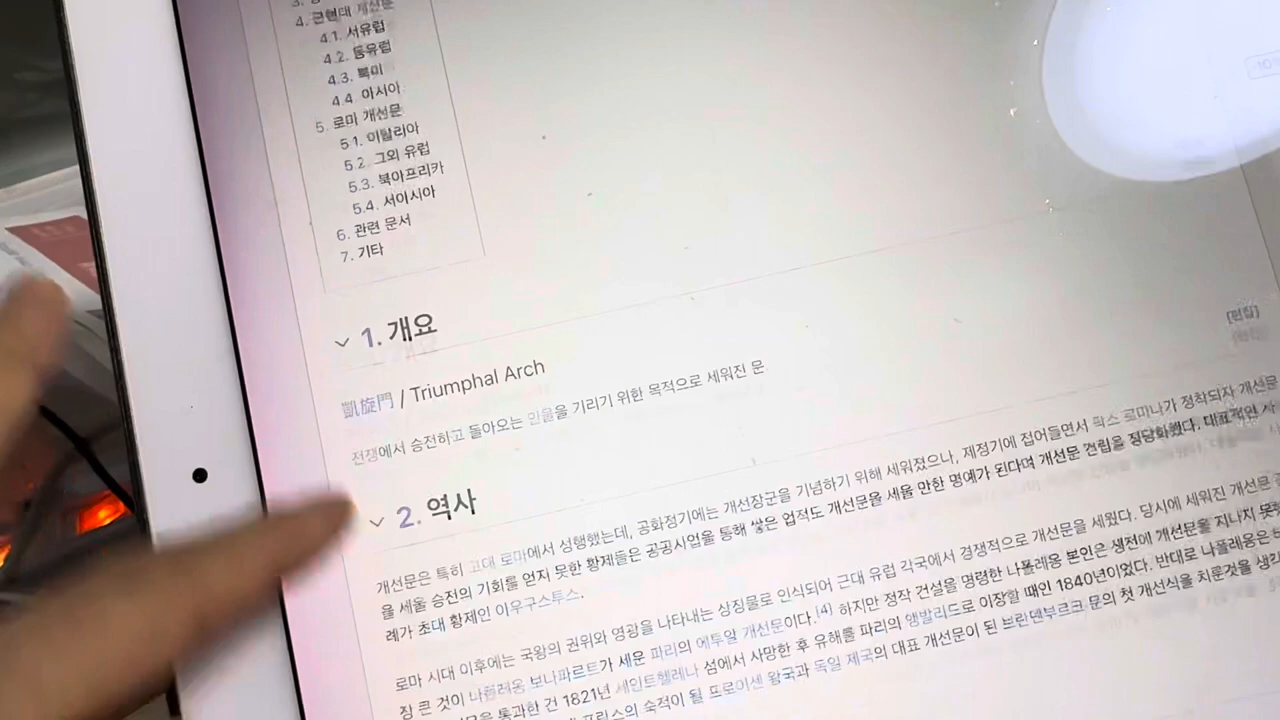 4. 근현대 개선문
4.1. 서유럽
4.2. 동유럽
4.3. 북미
4.4. 아시아
5. 로마 개선문
5.1. 이탈리아
5.2. 그외 유럽
5.3. 북아프리카
5.4. 서아시아
6. 관련 문서
7. 기타
1. 개요
[편집]
凱旋門 / Triumphal Arch
전쟁에서 승전하고 돌아오는 인물을 기리기 위한 목적으로 세워진 문
2. 역사
[편집]
개선문은 특히 고대 로마에서 성행했는데, 공화정기에는 개선장군을 기념하기 위해 세워졌으나, 제정기에 접어들면서 팍스 로마나가 정착되자 개선문
을 세울 승전의 기회를 얻지 못한 황제들은 공공사업을 통해 쌓은 업적도 개선문을 세울 만한 명예가 된다며 개선문 건립을 정당화했다. 대표적인
례가 초대 황제인 아우구스투스.
로마 시대 이후에는 국왕의 권위와 영광을 나타내는 상징물로 인식되어 근대 유럽 각국에서 경쟁적으로 개선문을 세웠다. 당시에 세워진 개선문
장 큰 것이 나폴레옹 보나파르트가 세운 파리의 에투알 개선문이다.[4] 하지만 정작 건설을 명령한 나폴레옹 본인은 생전에 개선문을 지나지
통과한 건 1821년 세인트헬레나 섬에서 사망한 후 유해를 파리의 앵발리드로 이장할 때인 1840년이었다. 반대로 나폴레옹은
프랑스의 숙적이 될 프로이센 왕국과 독일 제국의 대표 개선문이 된 브란덴부르크 문의 첫 개선식을 치룬것을